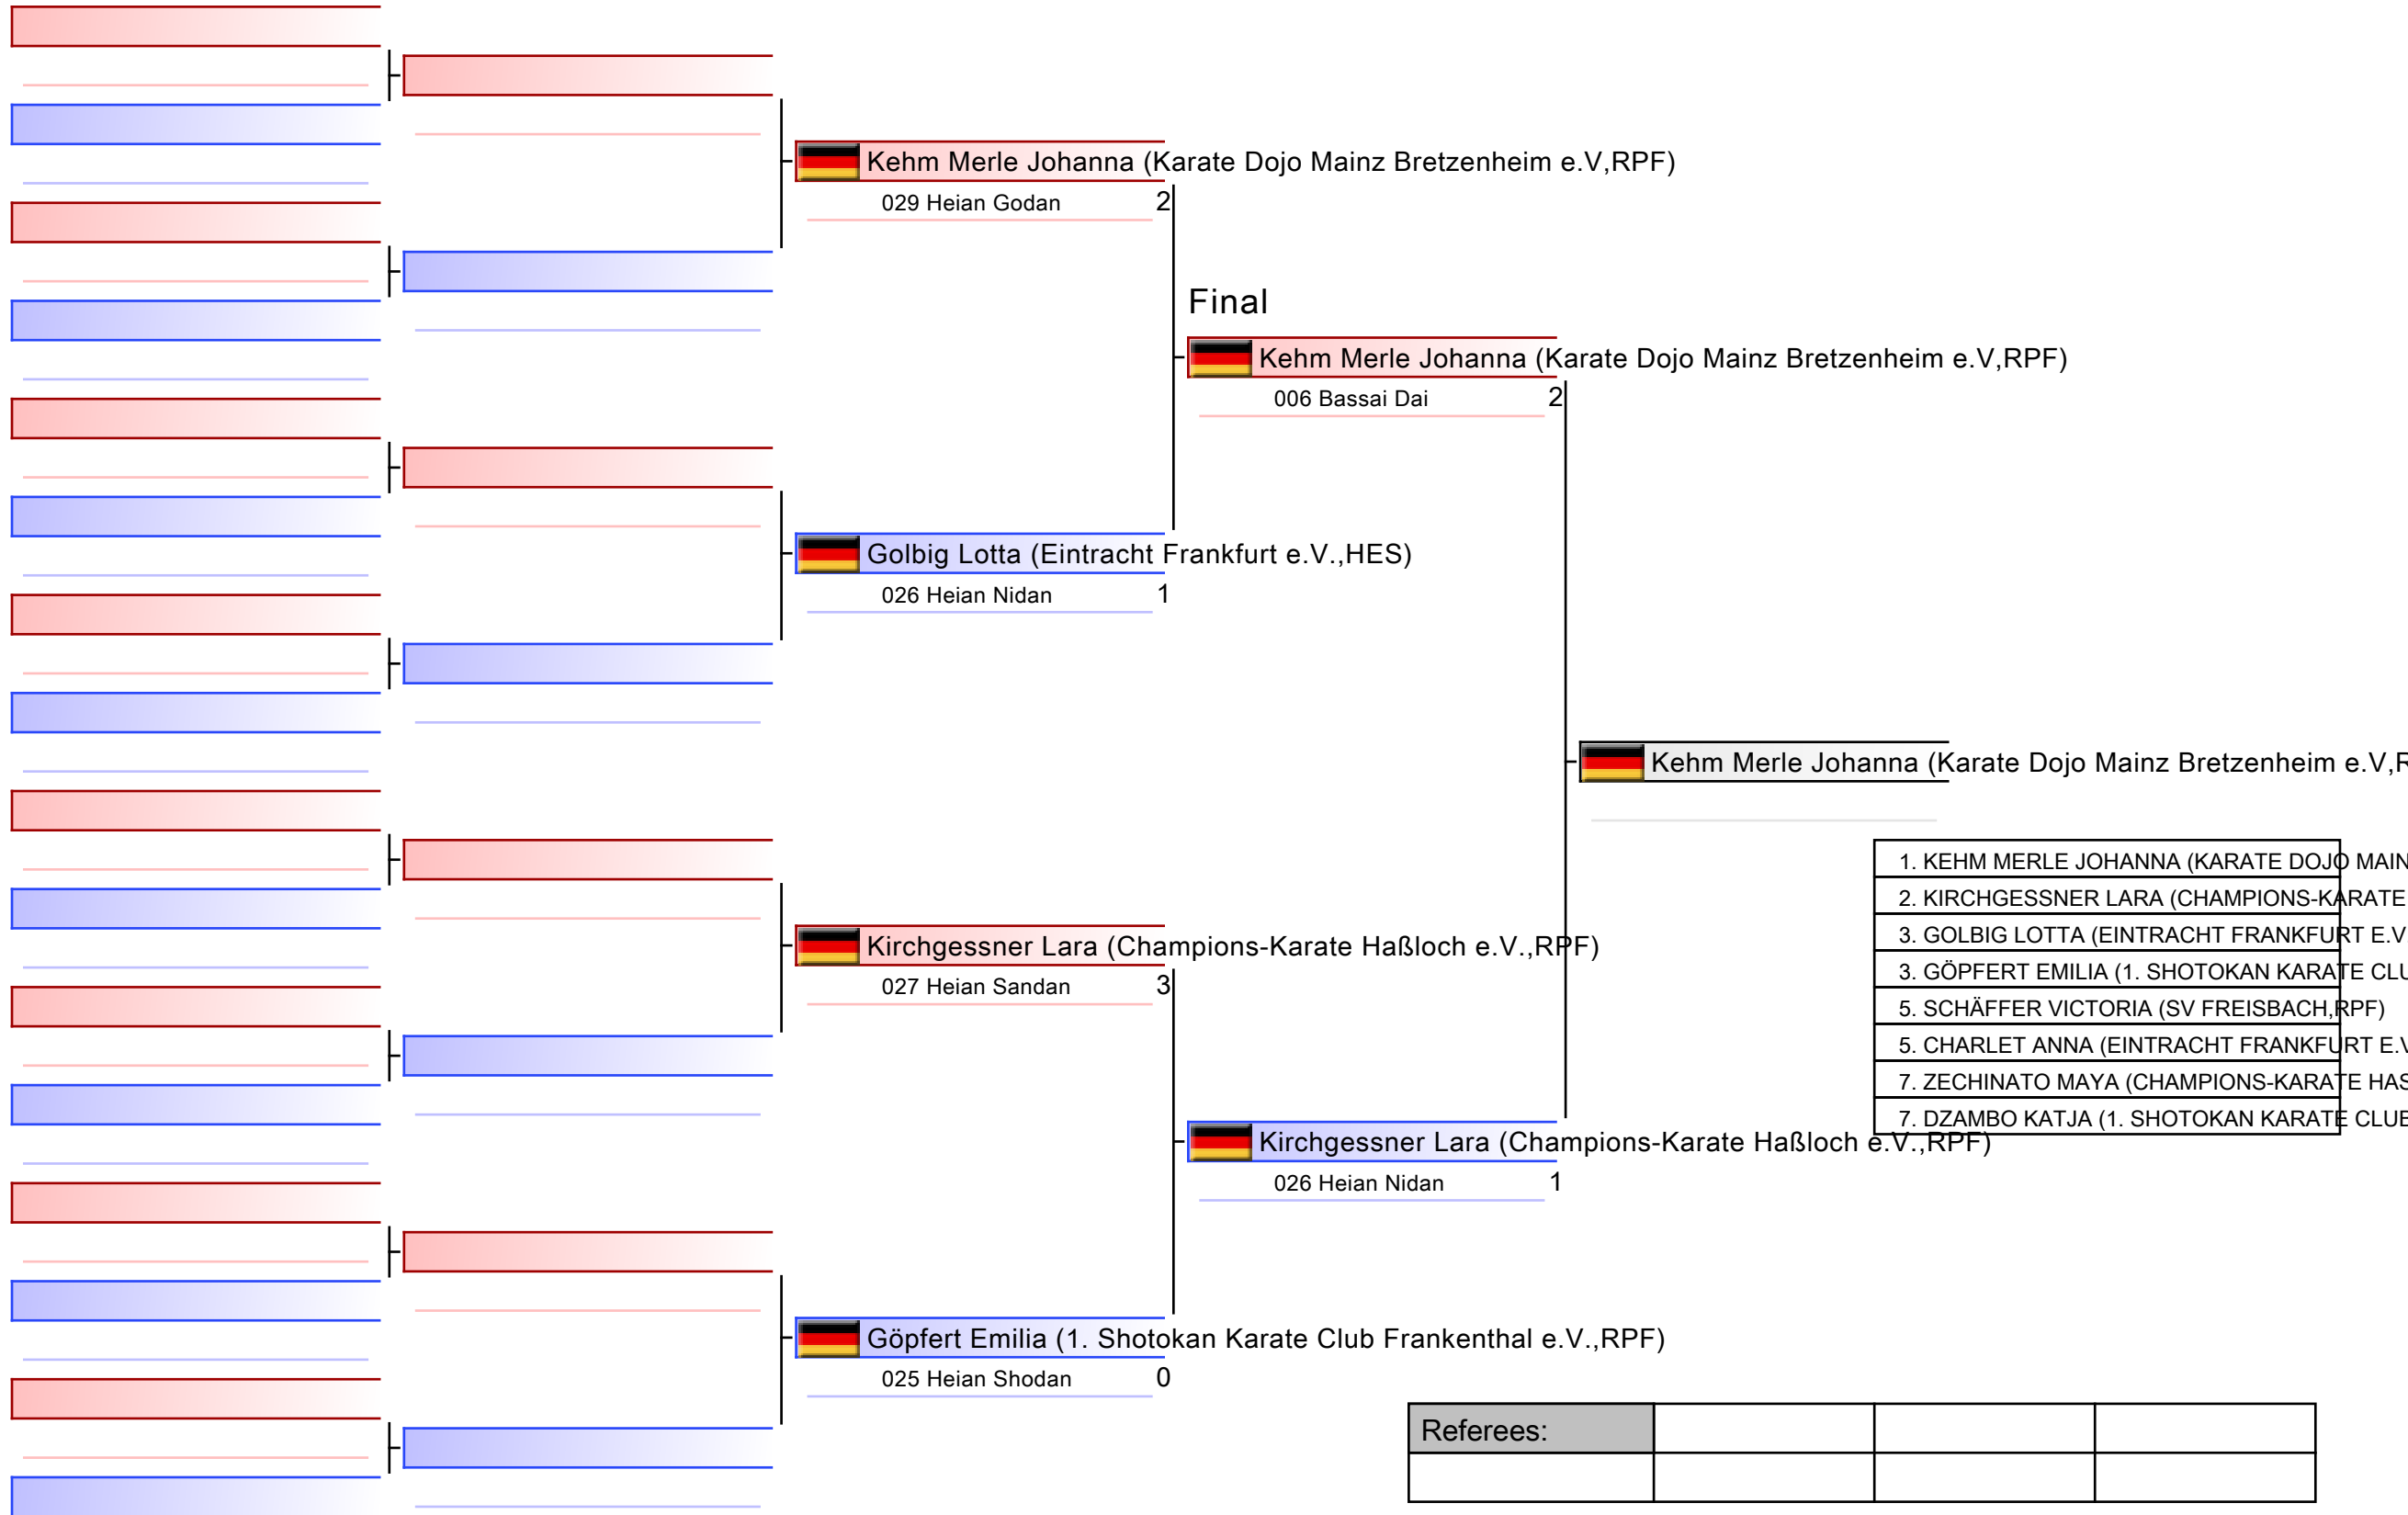 Kehm Merle Johanna (Karate Dojo Mainz Bretzenheim e.V,RPF)
029 Heian Godan 2
Final
Kehm Merle Johanna (Karate Dojo Mainz Bretzenheim e.V,RPF)
006 Bassai Dai 2
Golbig Lotta (Eintracht Frankfurt e.V.,HES)
026 Heian Nidan 1
Kehm Merle Johanna (Karate Dojo Mainz Bretzenheim e.V,R
1. KEHM MERLE JOHANNA (KARATE DOJO MAIN
2. KIRCHGESSNER LARA (CHAMPIONS-KARATE
3. GOLBIG LOTTA (EINTRACHT FRANKFURT E.V.
3. GÖPFERT EMILIA (1. SHOTOKAN KARATE CLU
5. SCHÄFFER VICTORIA (SV FREISBACH,RPF)
5. CHARLET ANNA (EINTRACHT FRANKFURT E.V
7. ZECHINATO MAYA (CHAMPIONS-KARATE HAS
7. DZAMBO KATJA (1. SHOTOKAN KARATE CLUB
Kirchgessner Lara (Champions-Karate Haßloch e.V.,RPF)
027 Heian Sandan 3
Kirchgessner Lara (Champions-Karate Haßloch e.V.,RPF)
026 Heian Nidan 1
Göpfert Emilia (1. Shotokan Karate Club Frankenthal e.V.,RPF)
025 Heian Shodan 0
Referees: